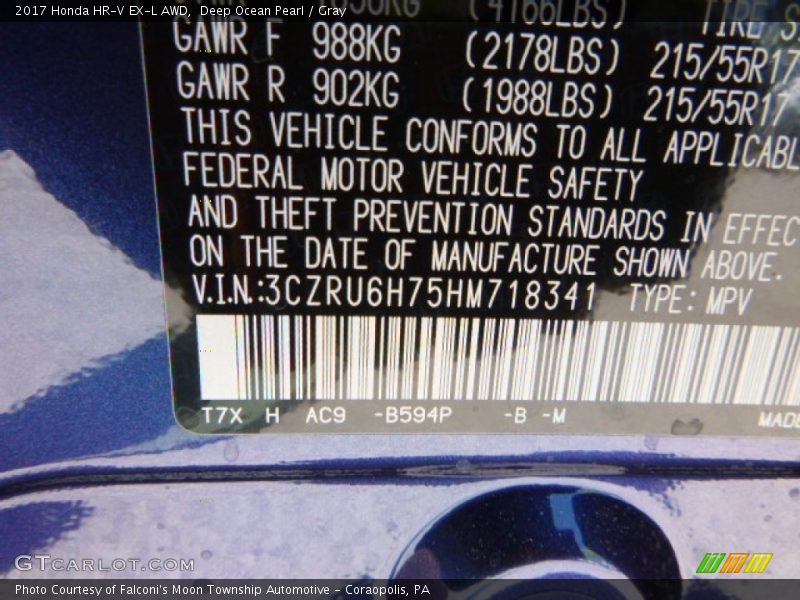 2017 Honda HR-V EX-L AWD, Deep Ocean Pearl / Gray
(4166LBS) TIRE S
GAWR F 988KG (2178LBS) 215/55R17
GAWR R 902KG (1988LBS) 215/55R17
THIS VEHICLE CONFORMS TO ALL APPLICABL
FEDERAL MOTOR VEHICLE SAFETY
AND THEFT PREVENTION STANDARDS IN EFFEC
ON THE DATE OF MANUFACTURE SHOWN ABOVE.
V.I.N.:3CZRU6H75HM718341 TYPE: MPV
T7X H AC9 -B594P -B -M MADE
GTCARLOT.COM
Photo Courtesy of Falconi's Moon Township Automotive - Coraopolis, PA